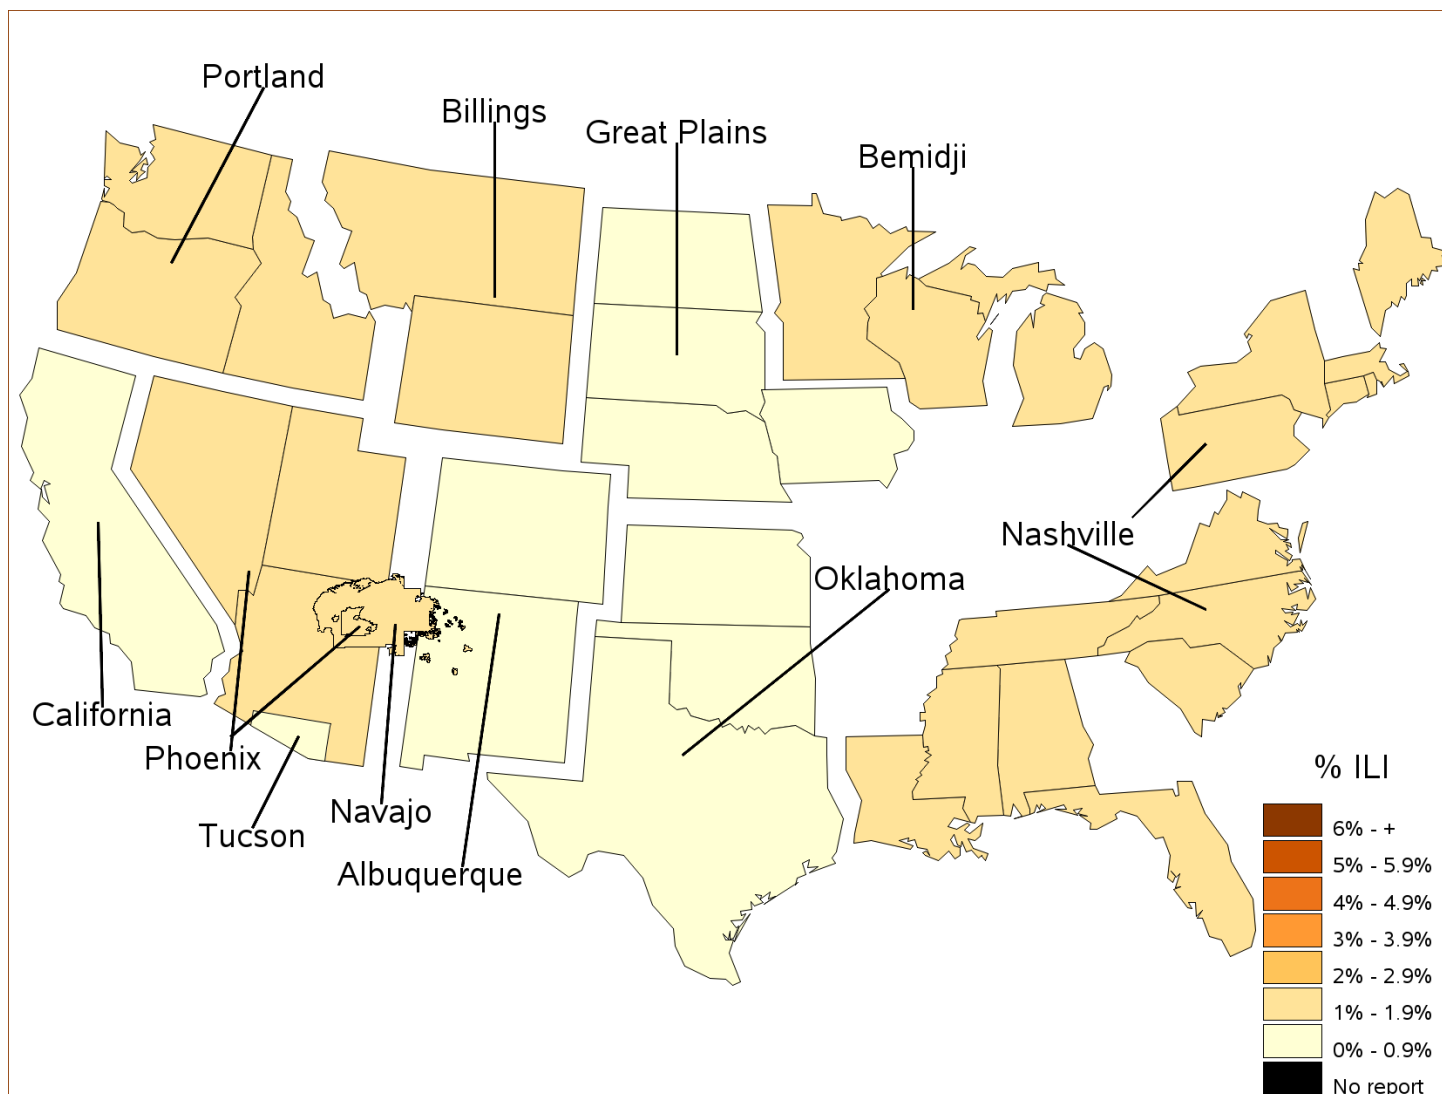 Portland
Billings
Great Plains
Bemidji
Nashville
Oklahoma
California
Phoenix
Navajo
Tucson
Albuquerque
% ILI
6% - +
5% - 5.9%
4% - 4.9%
3% - 3.9%
2% - 2.9%
1% - 1.9%
0% - 0.9%
No report